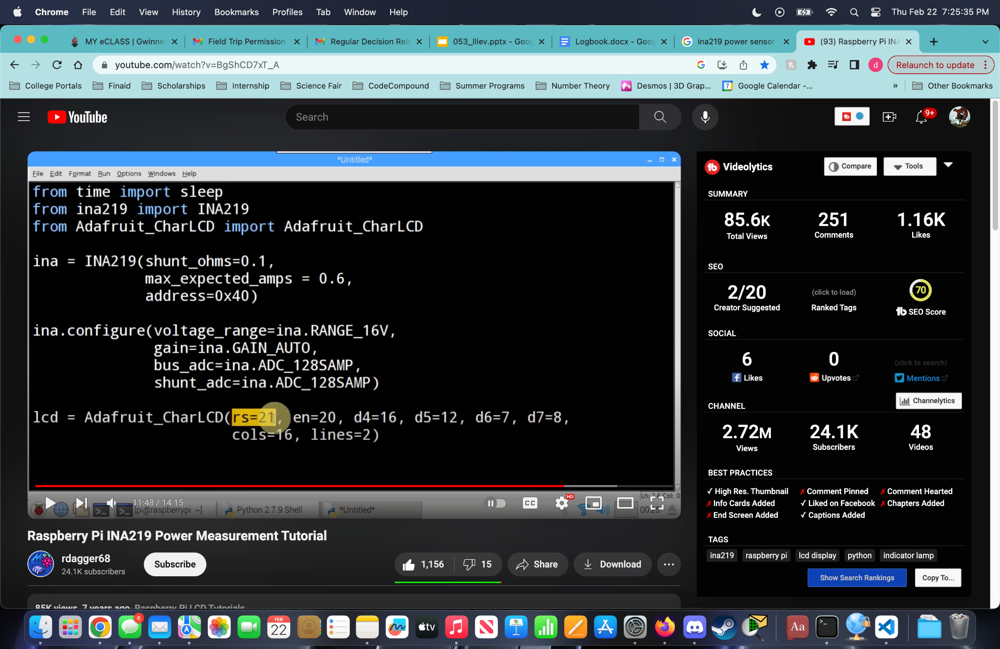 Chrome File Edit View History Bookmarks Profiles Tab Window Help Thu Feb 22 7:25:35 PM
MY eCLASS | Gwinne Field Trip Permission Regular Decision Rele 053_Iliev.pptx - Goog Logbook.docx - Goog ina219 power sensor (93) Raspberry Pi INA
youtube.com/watch?v=BgShCD7xT_A d Relaunch to update
College Portals Finaid Scholarships Internship Science Fair CodeCompound Summer Programs Number Theory Desmos | 3D Grap... 7 Google Calendar -... » Other Bookmarks
YouTube Search 9+
*Untitled*
File Edit Format Run Options Windows Help
from time import sleep
from ina219 import INA219
from Adafruit_CharLCD import Adafruit_CharLCD
ina = INA219(shunt_ohms=0.1,
max_expected_amps = 0.6,
address=0x40)
ina.configure(voltage_range=ina.RANGE_16V,
gain=ina.GAIN_AUTO,
bus_adc=ina.ADC_128SAMP,
shunt_adc=ina.ADC_128SAMP)
lcd = Adafruit_CharLCD(rs=21, en=20, d4=16, d5=12, d6=7, d7=8,
cols=16, lines=2)
Ln: 14 Col: 0
11:48 / 14:15 CC HD
[pi@raspberrypi: ~] Python 2.7.9 Shell *Untitled* 00:25
Raspberry Pi INA219 Power Measurement Tutorial
rdagger68
24.1K subscribers
Subscribe
1,156 15 Share Download
85K views 7 years ago Raspberry Pi LCD Tutorials
tb Videolytics Compare Tools
SUMMARY
85.6K 251 1.16K
Total Views Comments Likes
SEO
2/20 (click to load) 70
Creator Suggested Ranked Tags tb SEO Score
SOCIAL
6 0 (click to search)
f Likes Upvotes Mentions
CHANNEL Channelytics
2.72M 24.1K 48
Views Subscribers Videos
BEST PRACTICES
✓ High Res. Thumbnail ✗ Comment Pinned ✗ Comment Hearted
✗ Info Cards Added ✓ Liked on Facebook ✗ Chapters Added
✗ End Screen Added ✓ Captions Added
TAGS
ina219 raspberry pi lcd display python indicator lamp
Show Search Rankings Copy To...
6 FEB 22 tv Aa